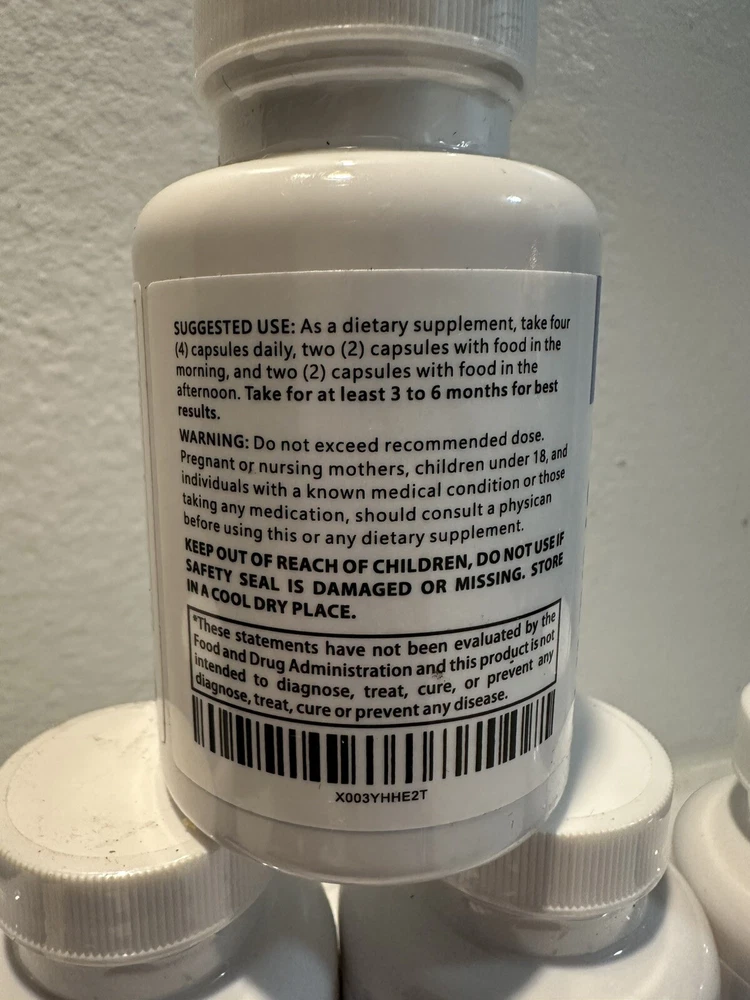 SUGGESTED USE: As a dietary supplement, take four
(4) capsules daily, two (2) capsules with food in the
morning, and two (2) capsules with food in the
afternoon. Take for at least 3 to 6 months for best
results.
WARNING: Do not exceed recommended dose.
Pregnant or nursing mothers, children under 18, and
individuals with a known medical condition or those
taking any medication, should consult a physican
before using this or any dietary supplement.
KEEP OUT OF REACH OF CHILDREN, DO NOT USE IF
SAFETY SEAL IS DAMAGED OR MISSING. STORE
IN A COOL DRY PLACE.
*These statements have not been evaluated by the
Food and Drug Administration and this product is not
intended to diagnose, treat, cure, or prevent any
diagnose, treat, cure or prevent any disease.
X003YHHE2T